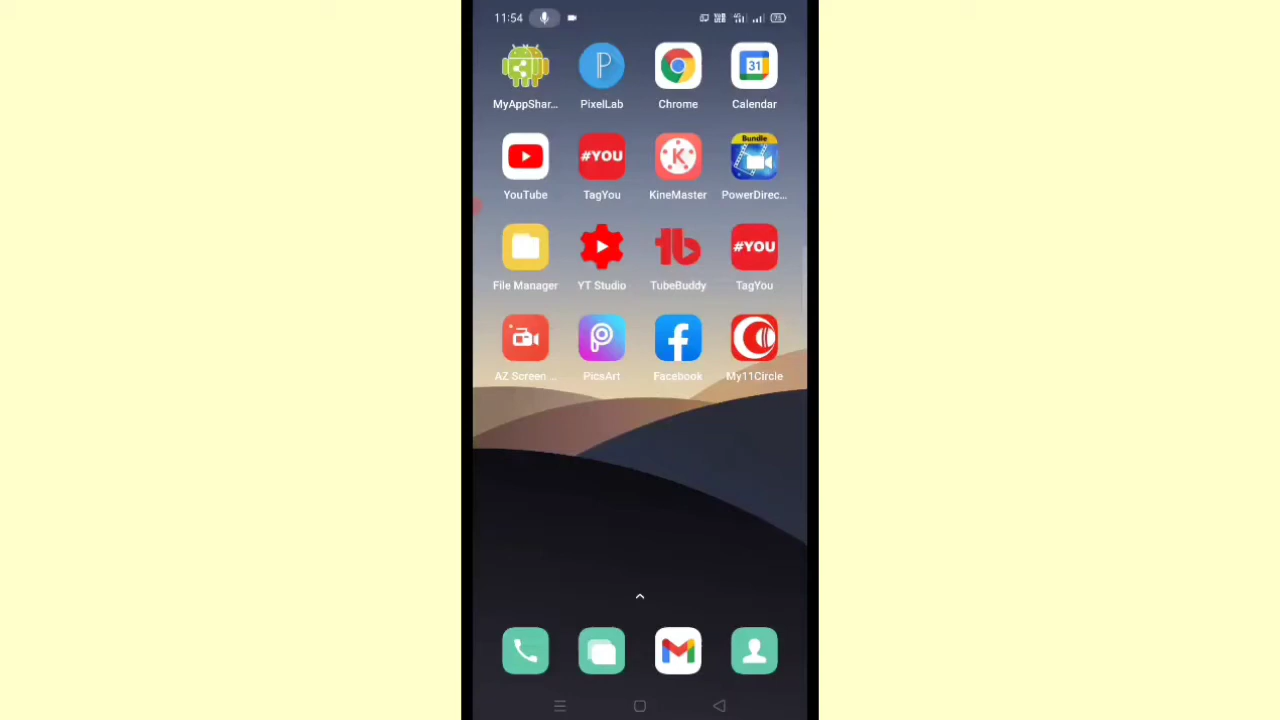 11:54
31
MyAppShar... PixelLab Chrome Calendar
#YOU K Bundle
YouTube TagYou KineMaster PowerDirec...
tb #YOU
File Manager YT Studio TubeBuddy TagYou
AZ Screen ... PicsArt Facebook My11Circle